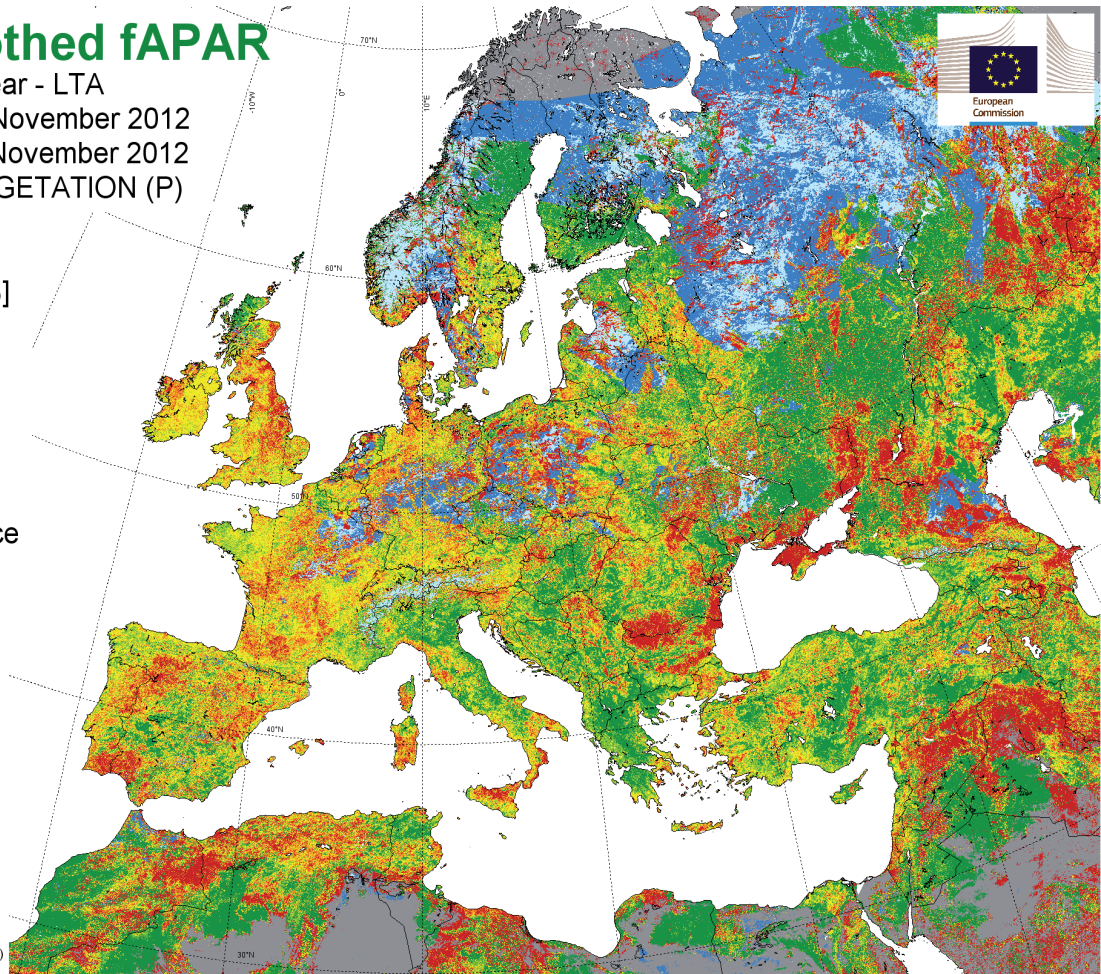 othed fAPAR
ear - LTA
November 2012
November 2012
GETATION (P)
]
ce
)
70°N
10°W
0°
10°E
60°N
50°N
40°N
30°N
European
Commission